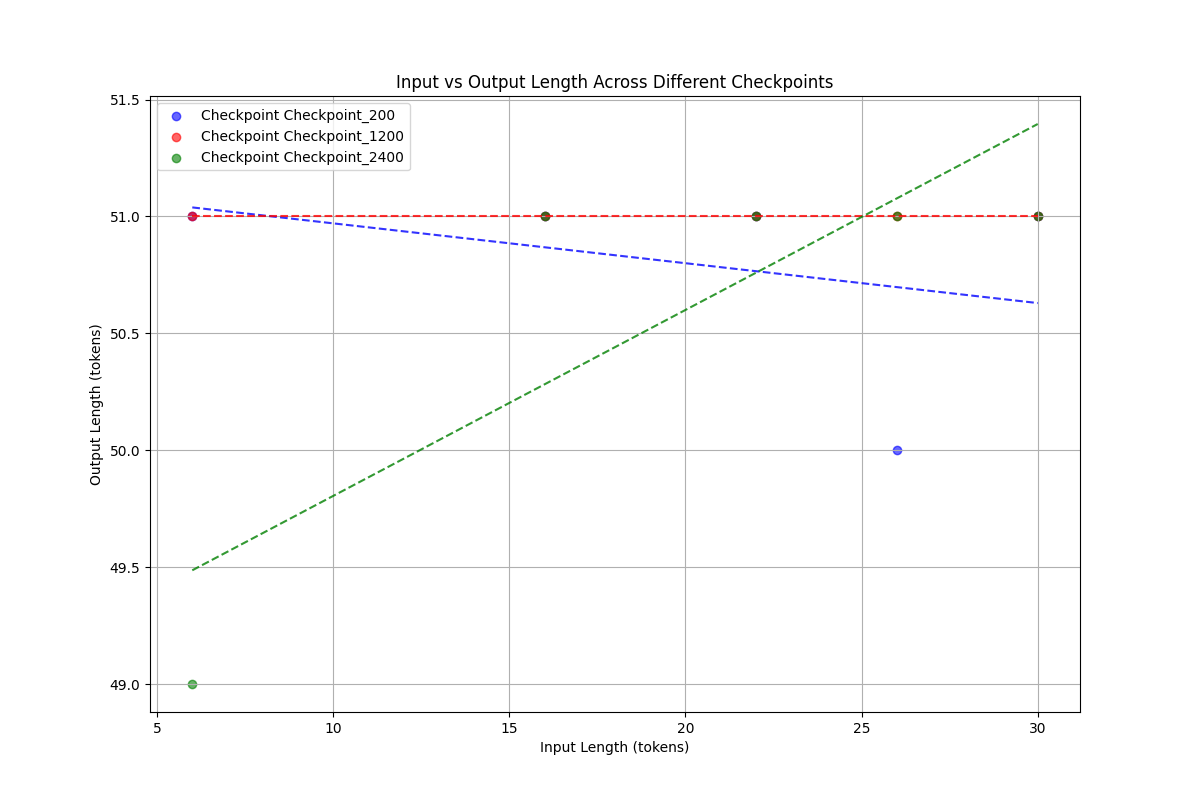 Input vs Output Length Across Different Checkpoints
Checkpoint Checkpoint_200
Checkpoint Checkpoint_1200
Checkpoint Checkpoint_2400
Output Length (tokens)
51.5
51.0
50.5
50.0
49.5
49.0
5 10 15 20 25 30
Input Length (tokens)